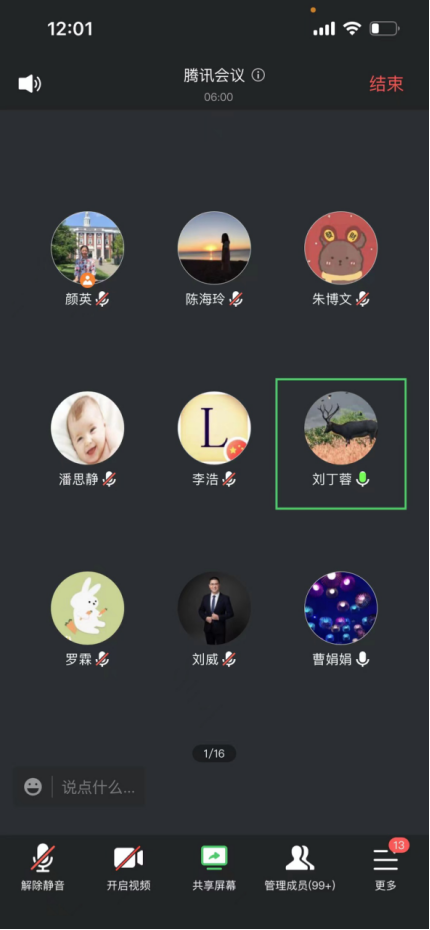 12:01
腾讯会议
结束
06:00
颜英
陈海玲
朱博文
潘思静
L
李浩
刘丁蓉
罗霖
刘威
曹娟娟
1/16
说点什么...
13
解除静音
开启视频
共享屏幕
管理成员(99+)
更多